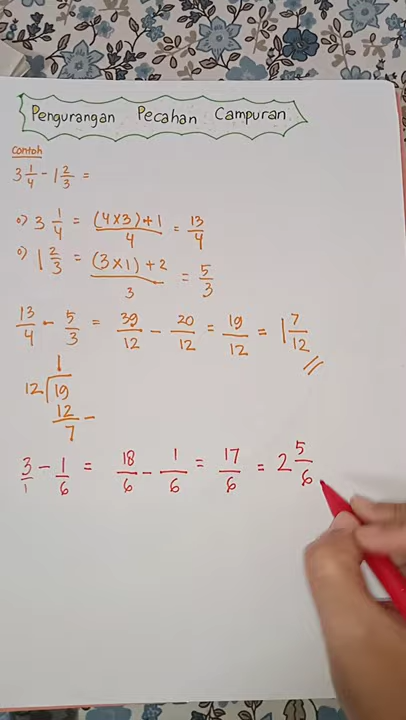 Pengurangan Pecahan Campuran
Contoh
3 1/4 - 1 2/3 =
o) 3 1/4 = (4x3)+1/4 = 13/4
o) 1 2/3 = (3x1)+2/3 = 5/3
13/4 - 5/3 = 39/12 - 20/12 = 19/12 = 1 7/12 //
1
12 √19
12 -
7
3/1 - 1/6 = 18/6 - 1/6 = 17/6 = 2 5/6